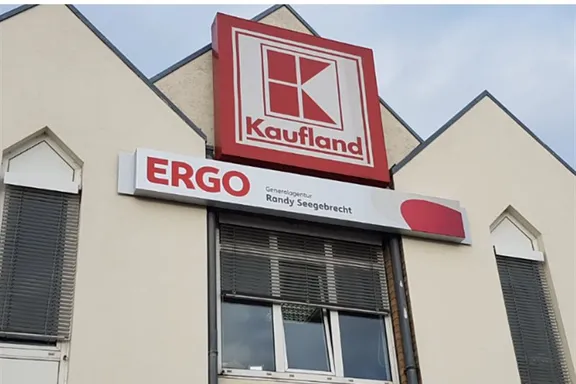 Kaufland
ERGO
Generalagentur
Randy Seegebrecht